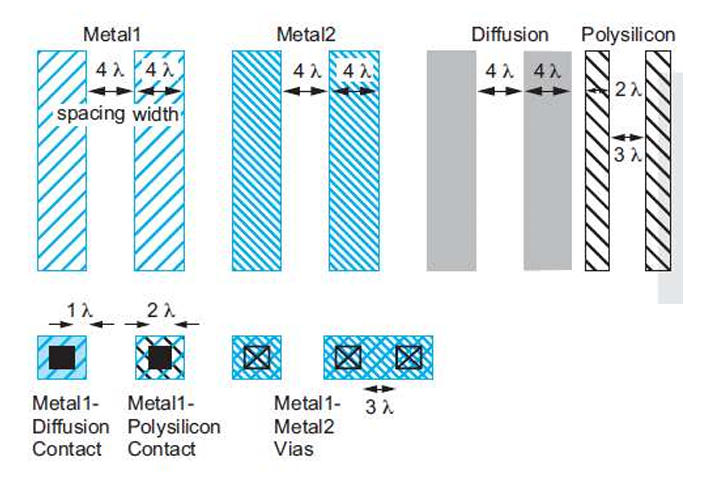 Metal1 Metal2 Diffusion Polysilicon
4 λ 4 λ 4 λ 4 λ 4 λ 4 λ 2 λ
spacing width
3 λ
1 λ 2 λ
3 λ
Metal1-
Diffusion
Contact
Metal1-
Polysilicon
Contact
Metal1-
Metal2
Vias